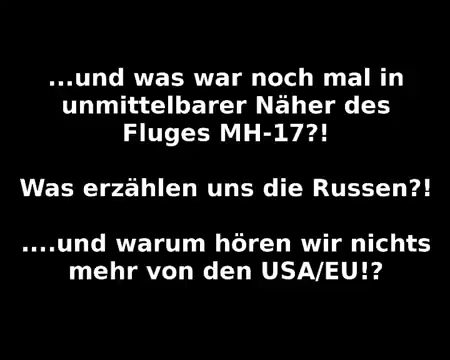 ...und was war noch mal in
unmittelbarer Näher des
Fluges MH-17?!
Was erzählen uns die Russen?!
....und warum hören wir nichts
mehr von den USA/EU!?